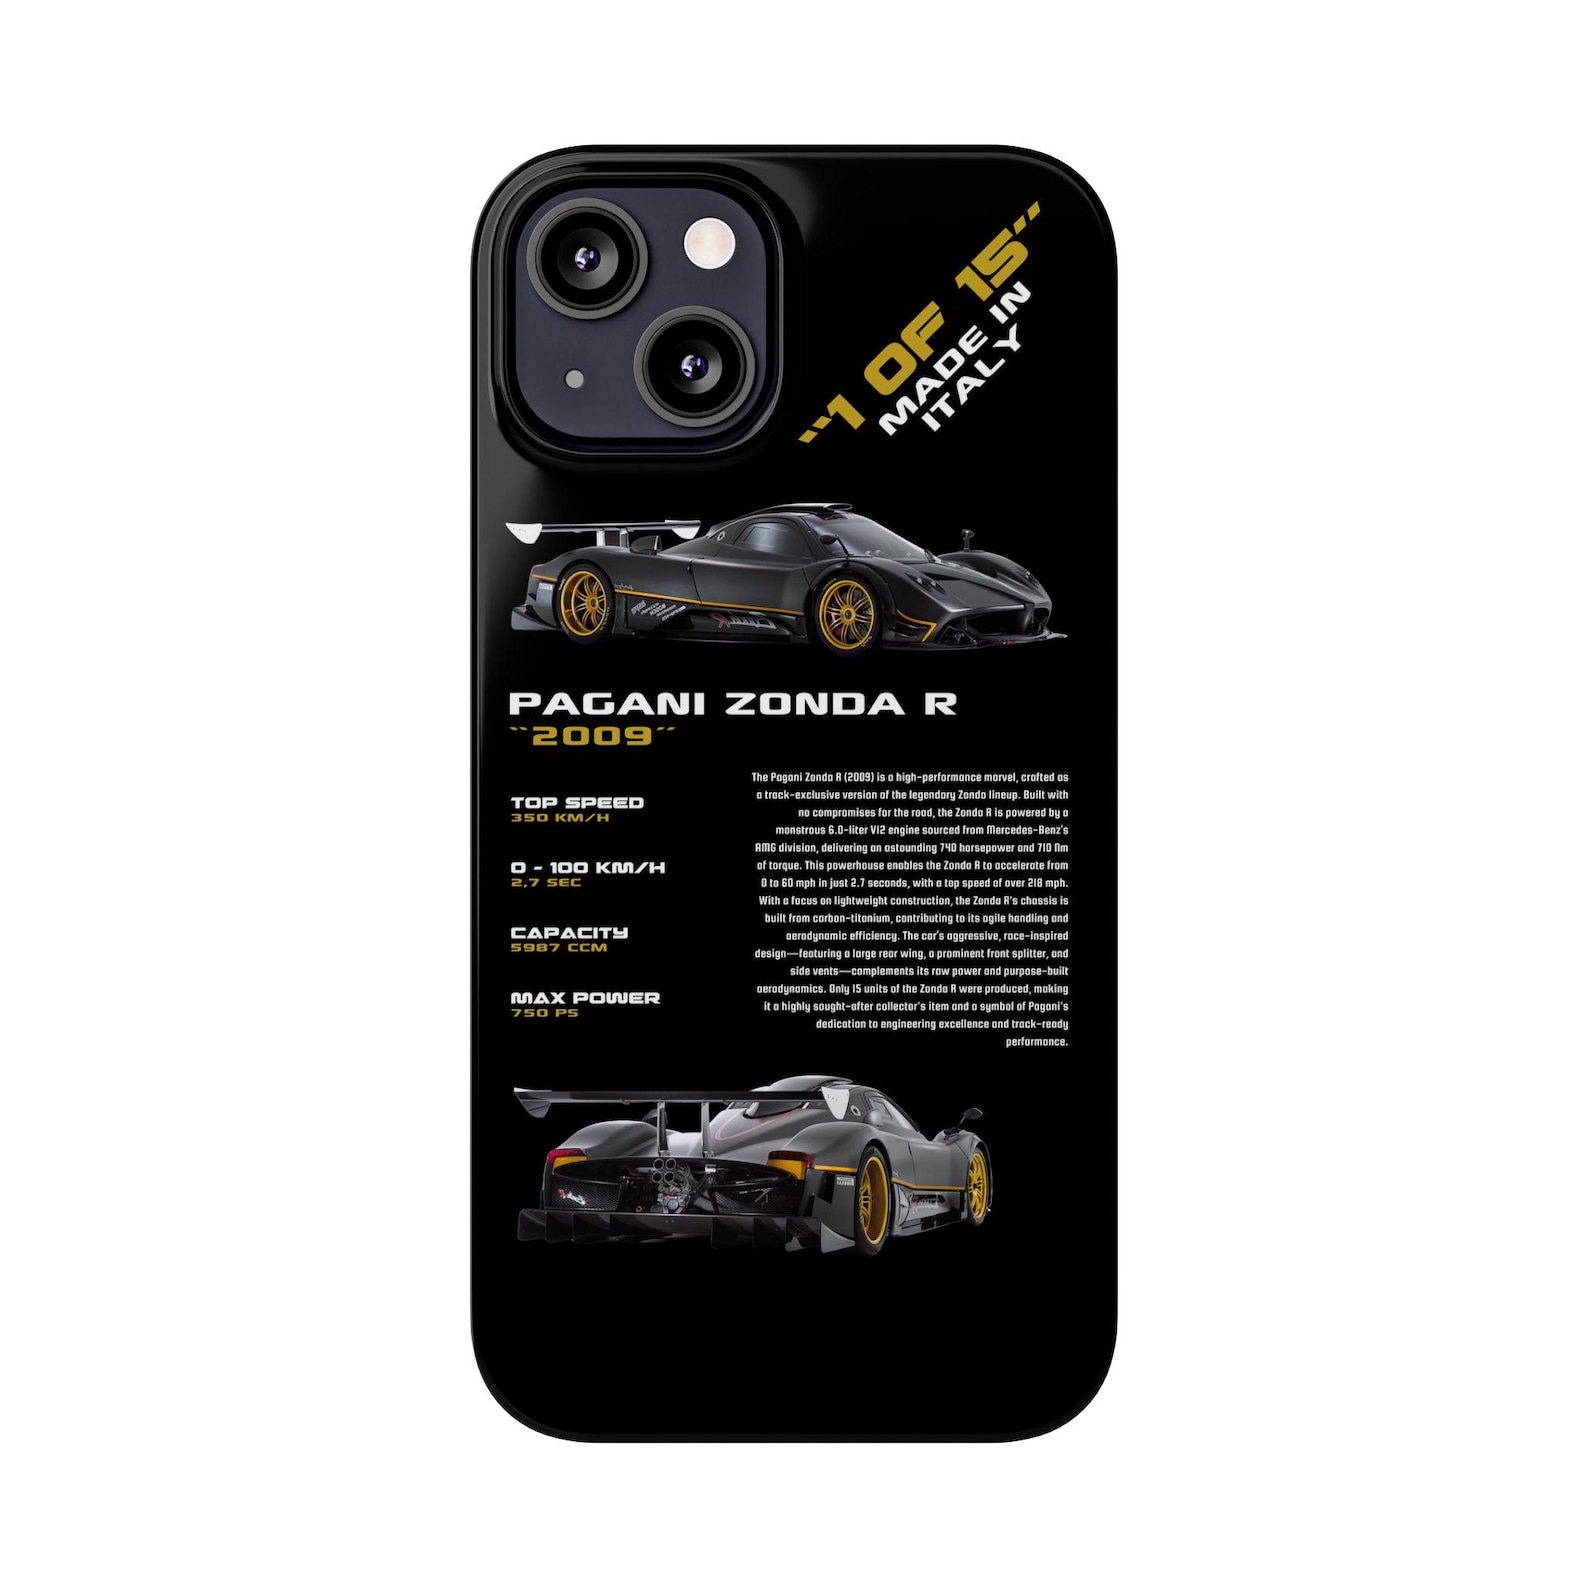 “1 OF 15”
MADE IN
ITALY
PAGANI ZONDA R
“2009”
TOP SPEED
350 KM/H
0 - 100 KM/H
2,7 SEC
CAPACITY
5987 CCM
MAX POWER
750 PS
The Pagani Zonda R (2009) is a high-performance marvel, crafted as
a track-exclusive version of the legendary Zonda lineup. Built with
no compromises for the road, the Zonda R is powered by a
monstrous 6.0-liter V12 engine sourced from Mercedes-Benz's
AMG division, delivering an astounding 740 horsepower and 710 Nm
of torque. This powerhouse enables the Zonda R to accelerate from
0 to 60 mph in just 2.7 seconds, with a top speed of over 218 mph.
With a focus on lightweight construction, the Zonda R's chassis is
built from carbon-titanium, contributing to its agile handling and
aerodynamic efficiency. The car's aggressive, race-inspired
design—featuring a large rear wing, a prominent front splitter, and
side vents—complements its raw power and purpose-built
aerodynamics. Only 15 units of the Zonda R were produced, making
it a highly sought-after collector's item and a symbol of Pagani's
dedication to engineering excellence and track-ready
performance.